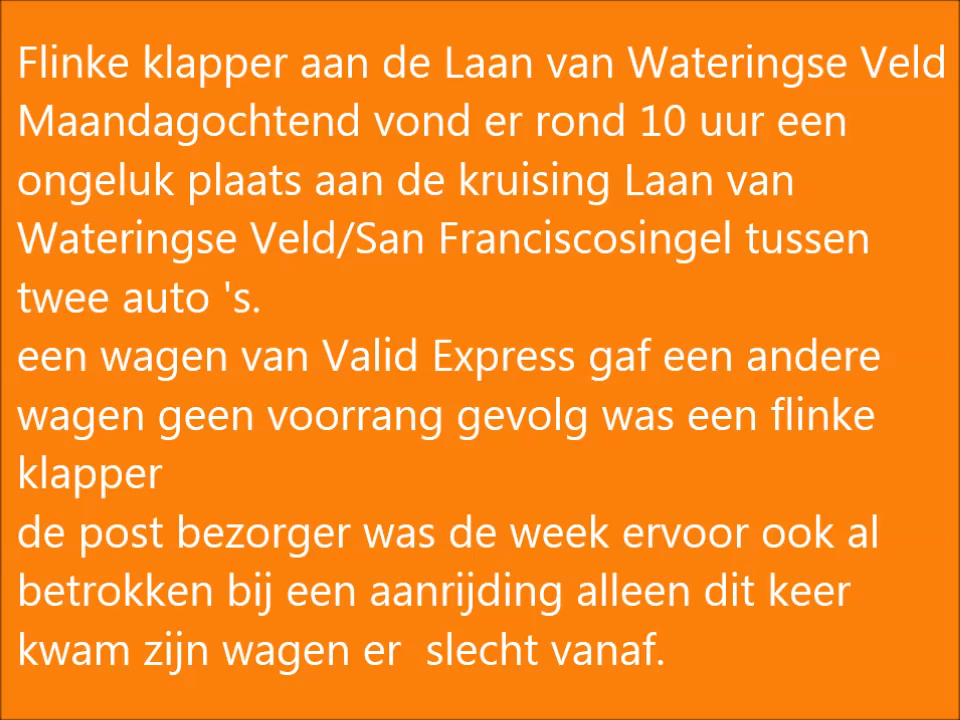 Flinke klapper aan de Laan van Wateringse Veld
Maandagochtend vond er rond 10 uur een
ongeluk plaats aan de kruising Laan van
Wateringse Veld/San Franciscosingel tussen
twee auto 's.
een wagen van Valid Express gaf een andere
wagen geen voorrang gevolg was een flinke
klapper
de post bezorger was de week ervoor ook al
betrokken bij een aanrijding alleen dit keer
kwam zijn wagen er  slecht vanaf.